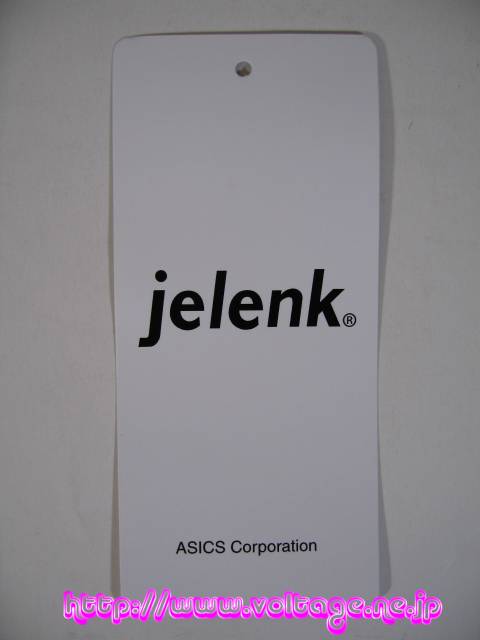 jelenk®
ASICS Corporation
http://www.voltage.ne.jp